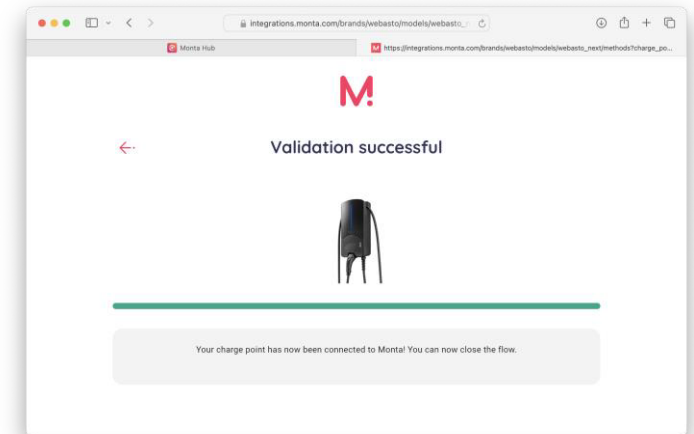 integrations.monta.com/brands/webasto/models/webasto_
Monta Hub
https://integrations.monta.com/brands/webasto/models/webasto_next/methods?charge_po...
M
Validation successful
Your charge point has now been connected to Monta! You can now close the flow.